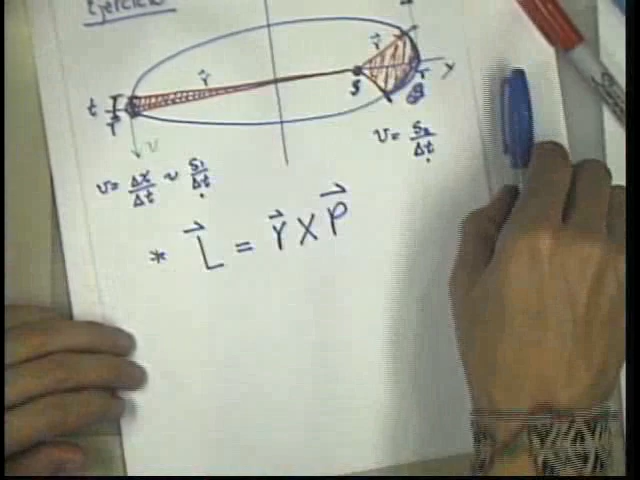 Ejercicio
r⃗
r⃗
S
r
x
t
v
v = Δx/Δt ~ S₁/Δt
v = S₂/Δt
* L⃗ = r⃗ X P⃗